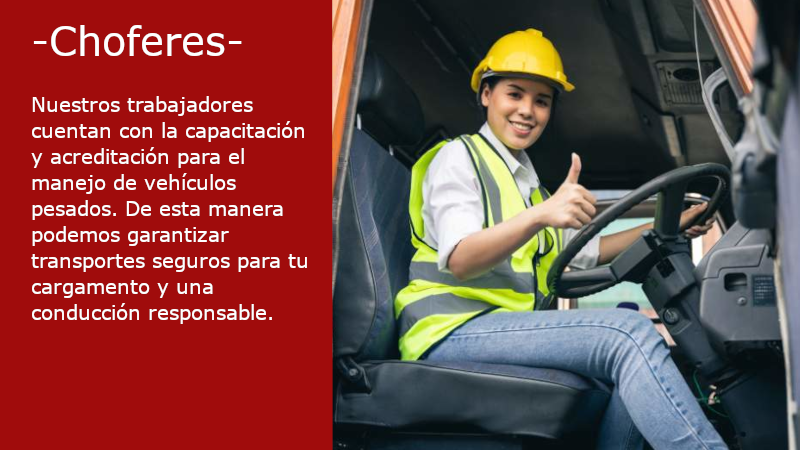 -Choferes-
Nuestros trabajadores
cuentan con la capacitación
y acreditación para el
manejo de vehículos
pesados. De esta manera
podemos garantizar
transportes seguros para tu
cargamento y una
conducción responsable.